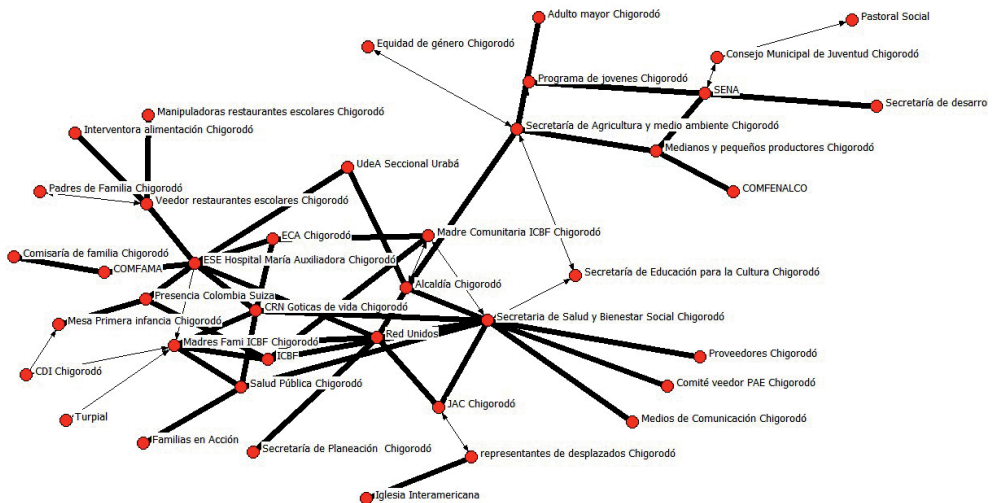 Adulto mayor Chigorodó
Pastoral Social
Equidad de género Chigorodó
Consejo Municipal de Juventud Chigorodó
Programa de jovenes Chigorodó
SENA
Secretaría de desarro
Manipuladoras restaurantes escolares Chigorodó
Interventora alimentación Chigorodó
Secretaría de Agricultura y medio ambiente Chigorodó
Medianos y pequeños productores Chigorodó
UdeA Seccional Urabá
Padres de Familia Chigorodó
COMFENALCO
Veedor restaurantes escolares Chigorodó
ECA Chigorodó
Madre Comunitaria ICBF Chigorodó
Comisaría de familia Chigorodó
ESE Hospital María Auxiliadora Chigorodó
COMFAMA
Secretaría de Educación para la Cultura Chigorodó
Alcaldía Chigorodó
Presencia Colombia Suiza
CRN Goticas de vida Chigorodó
Secretaria de Salud y Bienestar Social Chigorodó
Mesa Primera infancia Chigorodó
Red Unidos
Madres Fami ICBF Chigorodó
ICBF
Proveedores Chigorodó
CDI Chigorodó
Salud Pública Chigorodó
Comité veedor PAE Chigorodó
JAC Chigorodó
Turpial
Medios de Comunicación Chigorodó
Familias en Acción
Secretaría de Planeación Chigorodó
representantes de desplazados Chigorodó
Iglesia Interamericana